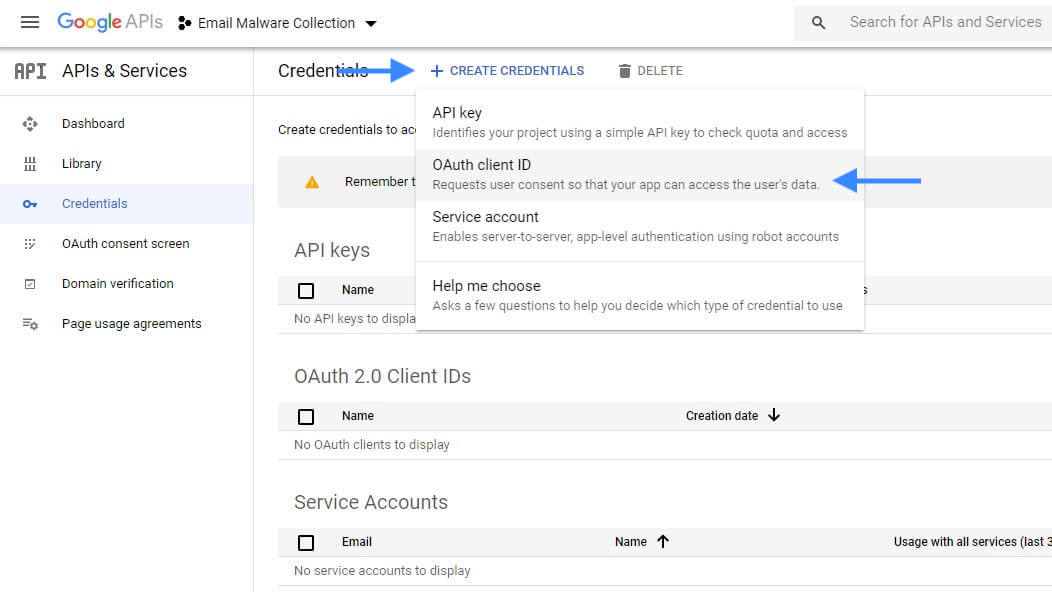 Google APIs Email Malware Collection Search for APIs and Services
API APIs & Services Credentials CREATE CREDENTIALS DELETE
Dashboard
Library
Credentials
OAuth consent screen
Domain verification
Page usage agreements
Create credentials to acc
Remember t
API key
Identifies your project using a simple API key to check quota and access
OAuth client ID
Requests user consent so that your app can access the user's data.
Service account
Enables server-to-server, app-level authentication using robot accounts
Help me choose
Asks a few questions to help you decide which type of credential to use
API keys
Name
No API keys to displa
OAuth 2.0 Client IDs
Name Creation date
No OAuth clients to display
Service Accounts
Email Name Usage with all services (last 3
No service accounts to display